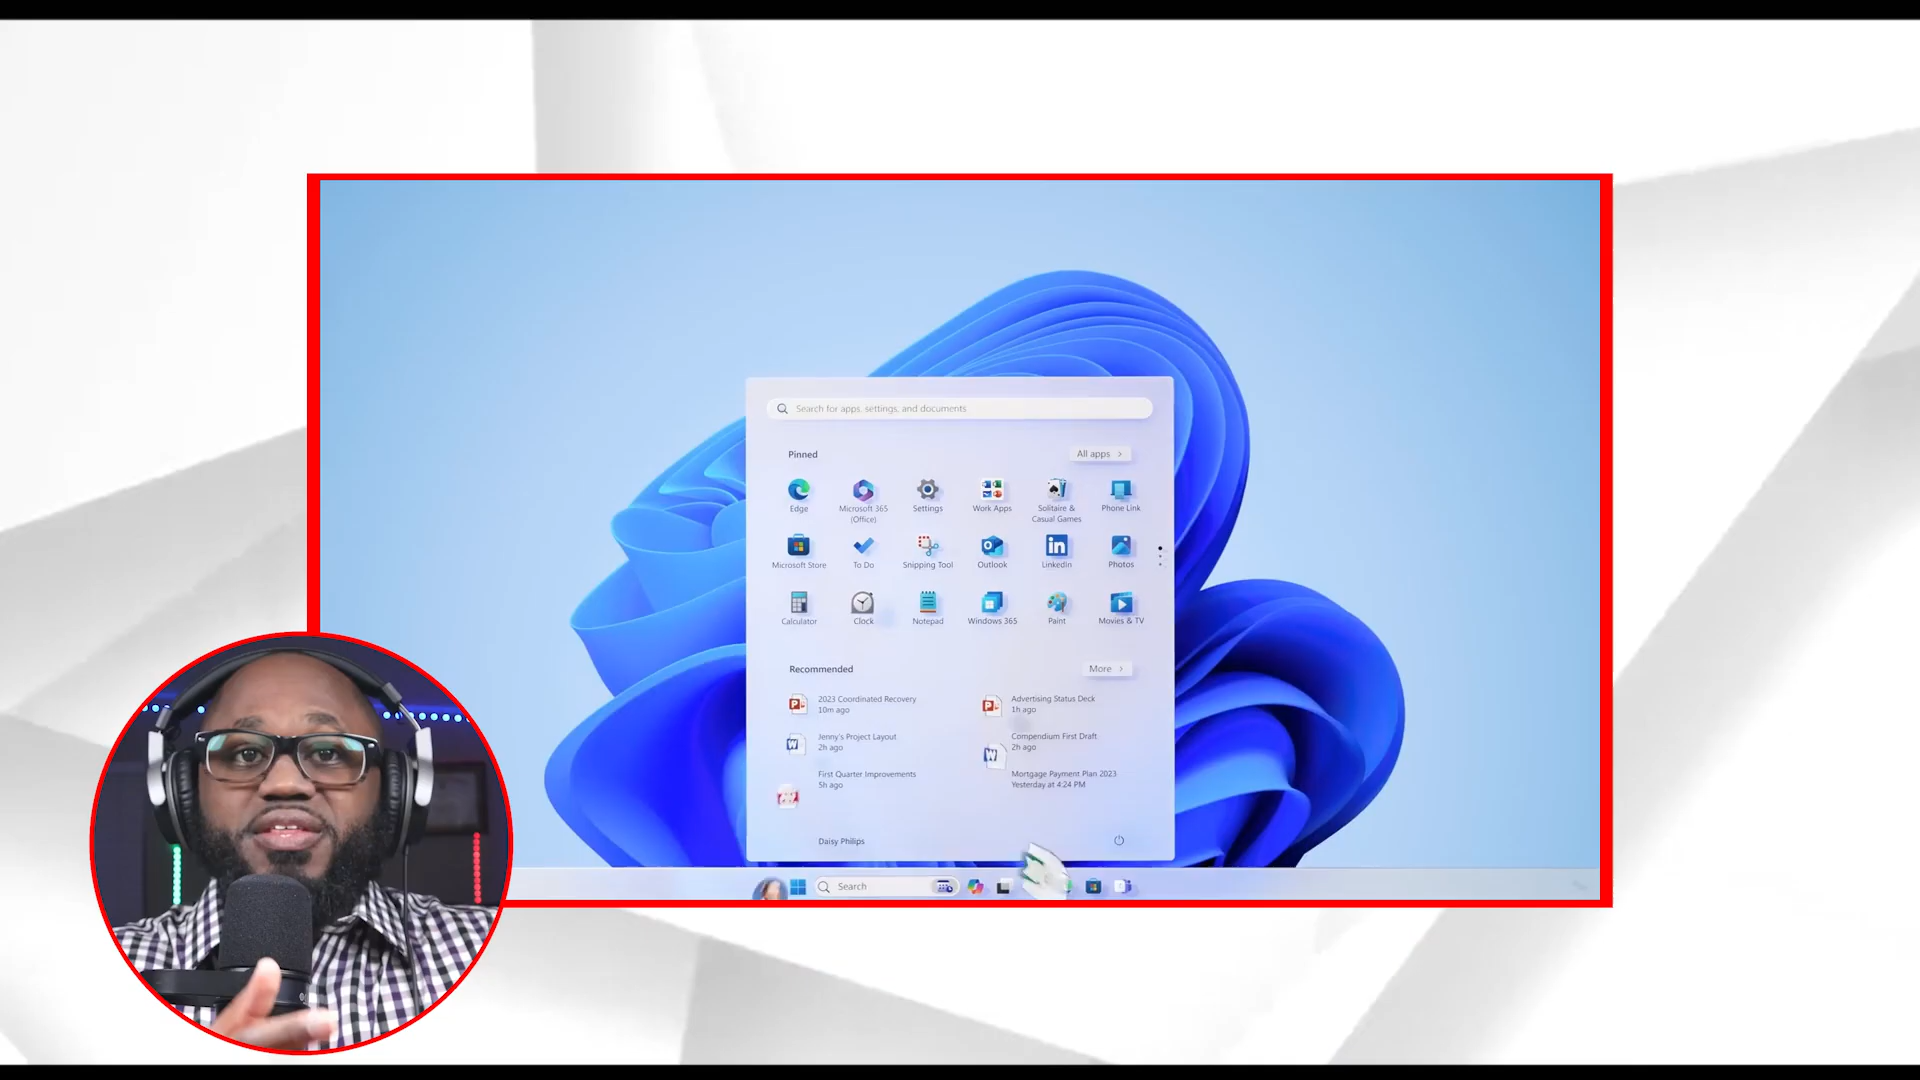 Search for apps, settings, and documents
Pinned
All apps >
Edge
Microsoft 365
(Office)
Settings
Work Apps
Solitaire &
Casual Games
Phone Link
Microsoft Store
To Do
Snipping Tool
Outlook
LinkedIn
Photos
Calculator
Clock
Notepad
Windows 365
Paint
Movies & TV
Recommended
More >
2023 Coordinated Recovery
10m ago
Advertising Status Deck
1h ago
Jenny's Project Layout
2h ago
Compendium First Draft
2h ago
First Quarter Improvements
5h ago
Mortgage Payment Plan 2023
Yesterday at 4:24 PM
Daisy Philips
Search